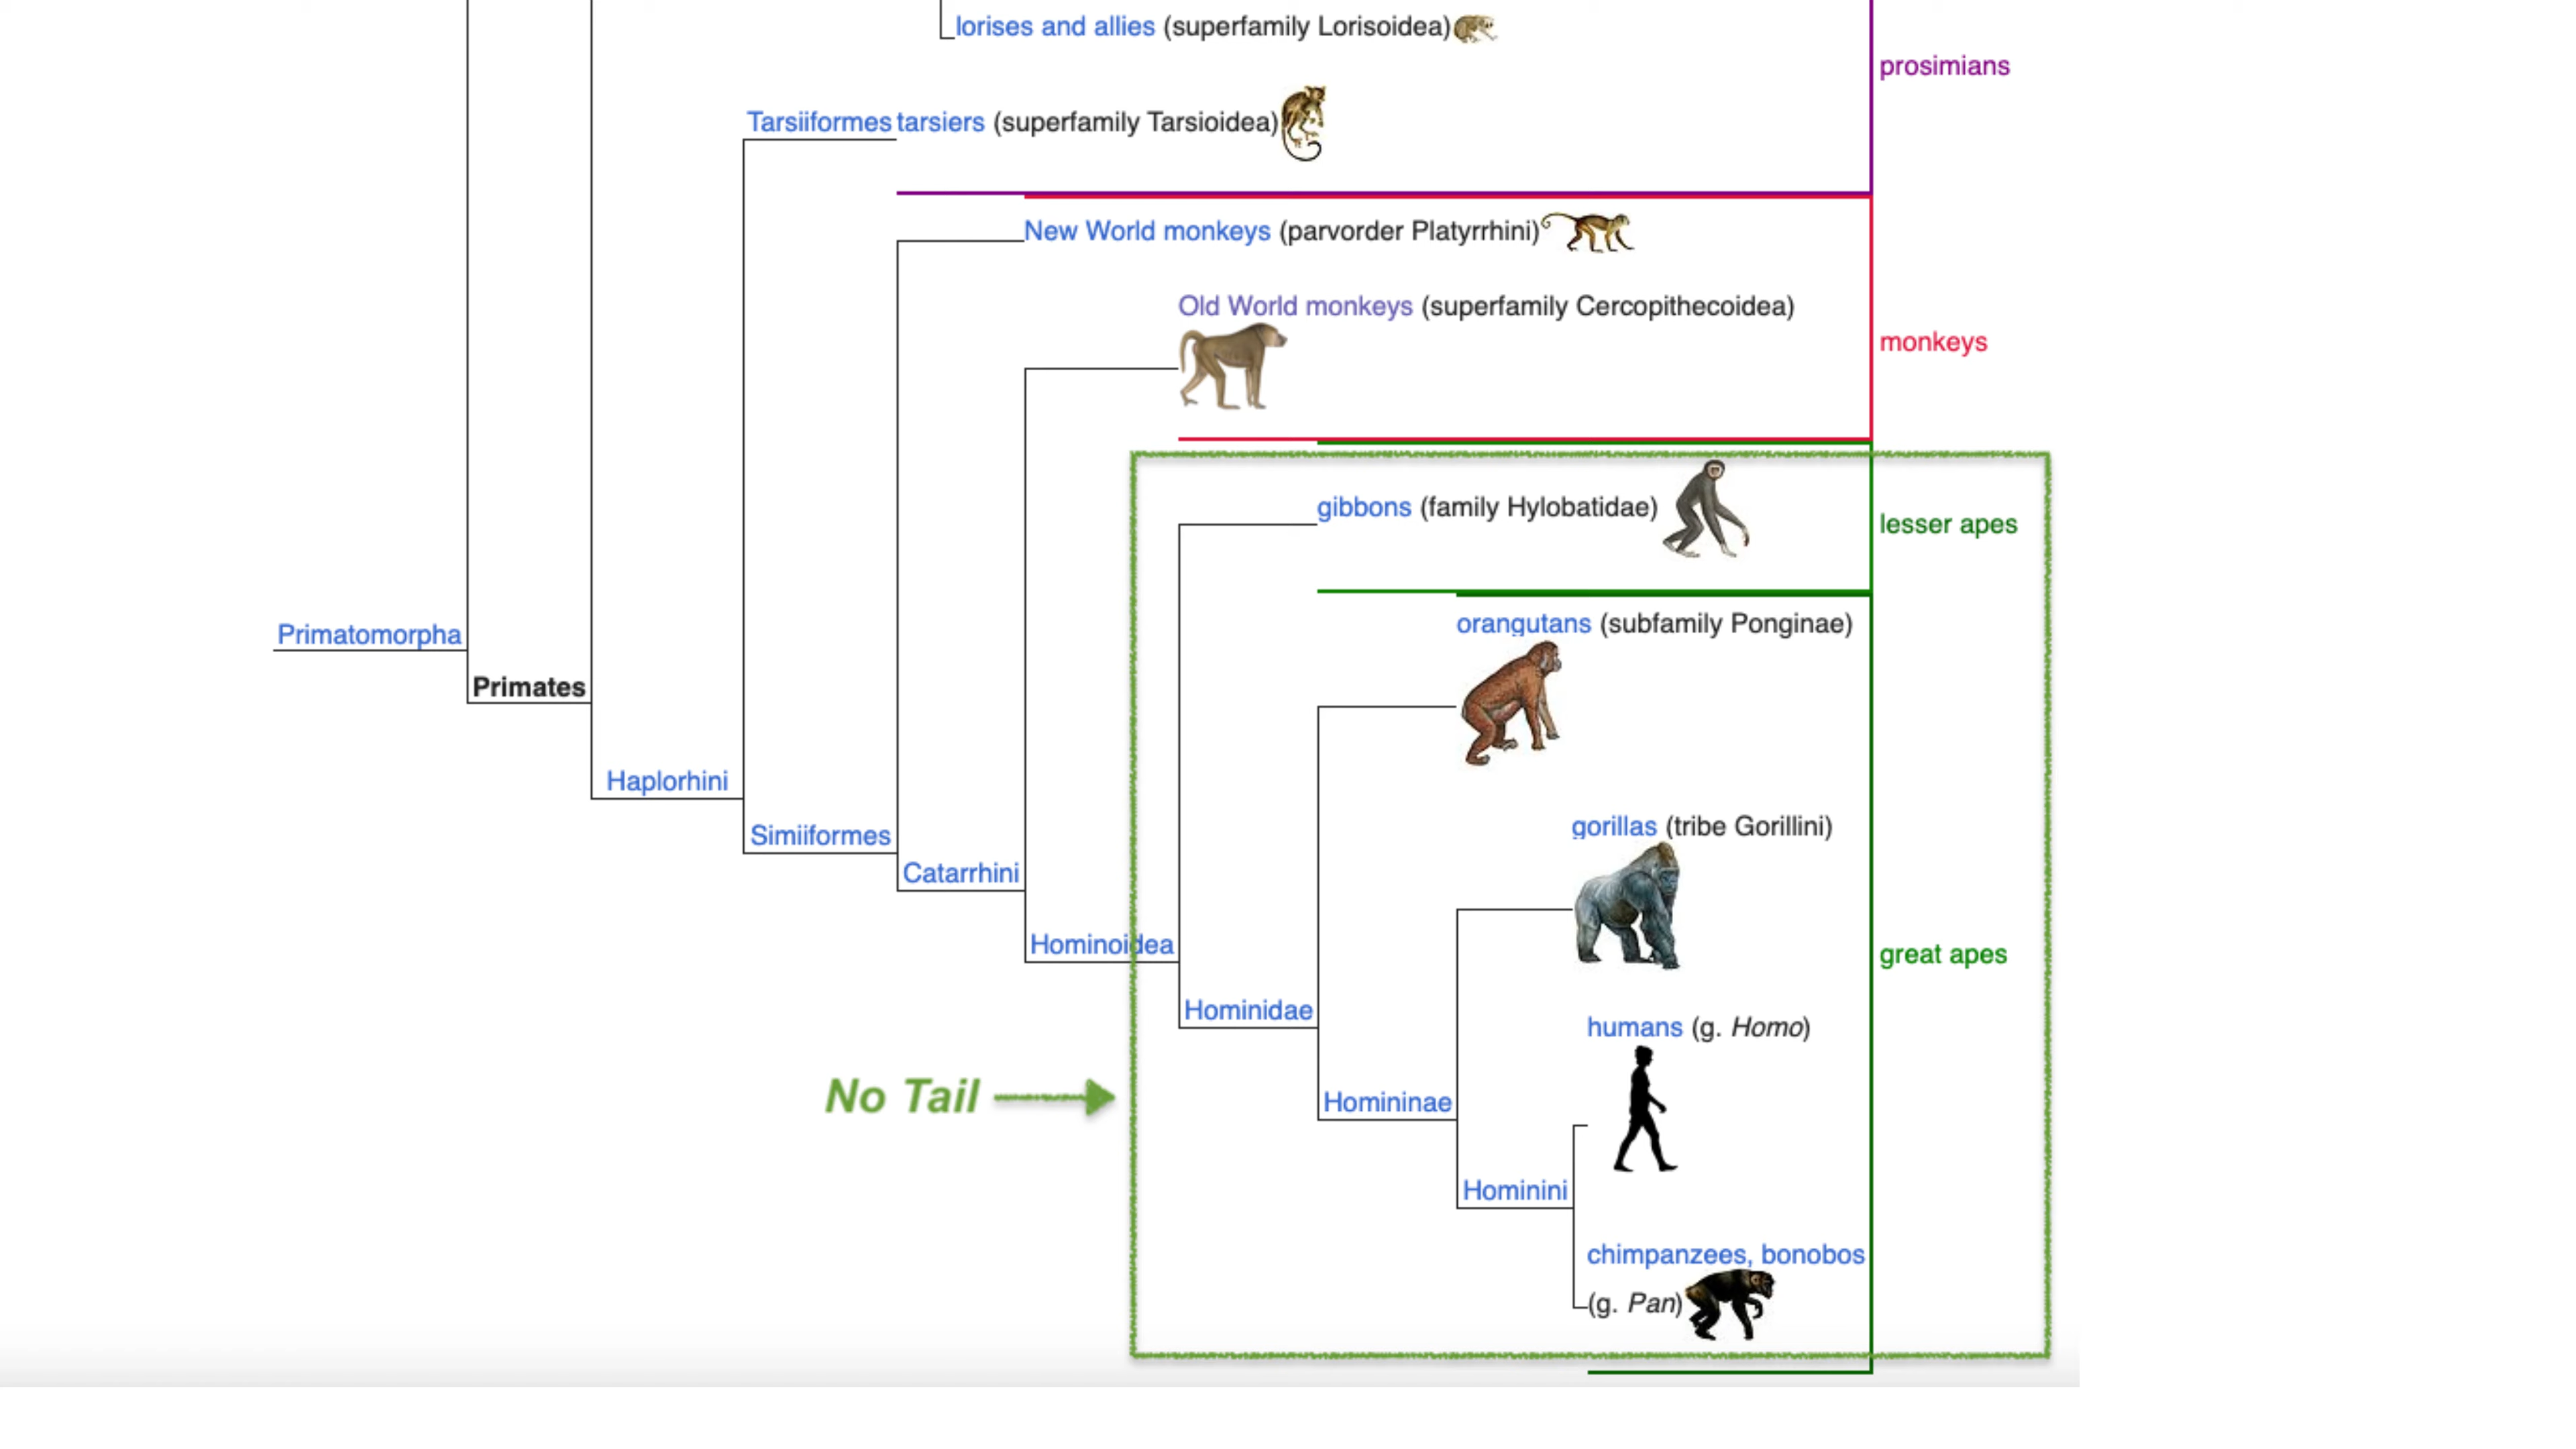 lorises and allies (superfamily Lorisoidea)
prosimians
Tarsiiformes tarsiers (superfamily Tarsioidea)
New World monkeys (parvorder Platyrrhini)
Old World monkeys (superfamily Cercopithecoidea)
monkeys
gibbons (family Hylobatidae)
lesser apes
orangutans (subfamily Ponginae)
Primatomorpha
Primates
Haplorhini
gorillas (tribe Gorillini)
Simiiformes
Catarrhini
Hominoidea
great apes
Hominidae
humans (g. Homo)
No Tail
Homininae
Hominini
chimpanzees, bonobos
(g. Pan)